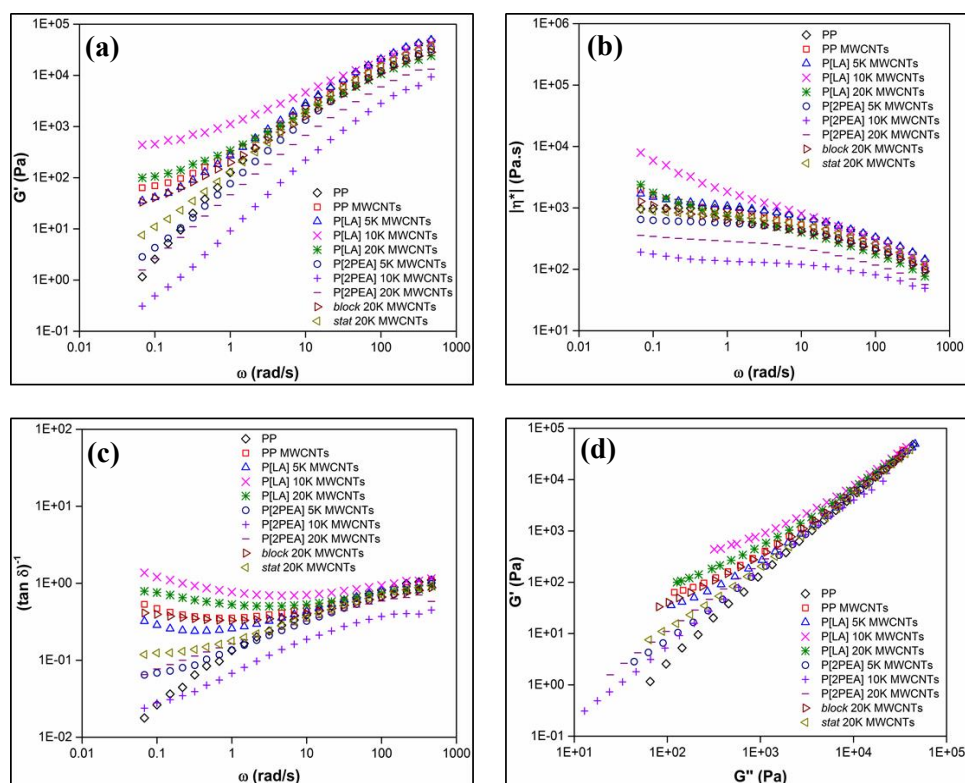 (a)
G' (Pa)
1E+05
1E+04
1E+03
1E+02
1E+01
1E+00
1E-01
PP
PP MWCNTs
P[LA] 5K MWCNTs
P[LA] 10K MWCNTs
P[LA] 20K MWCNTs
P[2PEA] 5K MWCNTs
P[2PEA] 10K MWCNTs
P[2PEA] 20K MWCNTs
block 20K MWCNTs
stat 20K MWCNTs
0.01 0.1 1 10 100 1000
ω (rad/s)
(b)
|η*| (Pa.s)
1E+06
1E+05
1E+04
1E+03
1E+02
1E+01
PP
PP MWCNTs
P[LA] 5K MWCNTs
P[LA] 10K MWCNTs
P[LA] 20K MWCNTs
P[2PEA] 5K MWCNTs
P[2PEA] 10K MWCNTs
P[2PEA] 20K MWCNTs
block 20K MWCNTs
stat 20K MWCNTs
0.01 0.1 1 10 100 1000
ω (rad/s)
(c)
(tan δ)-1
1E+02
1E+01
1E+00
1E-01
1E-02
PP
PP MWCNTs
P[LA] 5K MWCNTs
P[LA] 10K MWCNTs
P[LA] 20K MWCNTs
P[2PEA] 5K MWCNTs
P[2PEA] 10K MWCNTs
P[2PEA] 20K MWCNTs
block 20K MWCNTs
stat 20K MWCNTs
0.01 0.1 1 10 100 1000
ω (rad/s)
(d)
G' (Pa)
1E+05
1E+04
1E+03
1E+02
1E+01
1E+00
1E-01
PP
PP MWCNTs
P[LA] 5K MWCNTs
P[LA] 10K MWCNTs
P[LA] 20K MWCNTs
P[2PEA] 5K MWCNTs
P[2PEA] 10K MWCNTs
P[2PEA] 20K MWCNTs
block 20K MWCNTs
stat 20K MWCNTs
1E+01 1E+02 1E+03 1E+04 1E+05
G" (Pa)